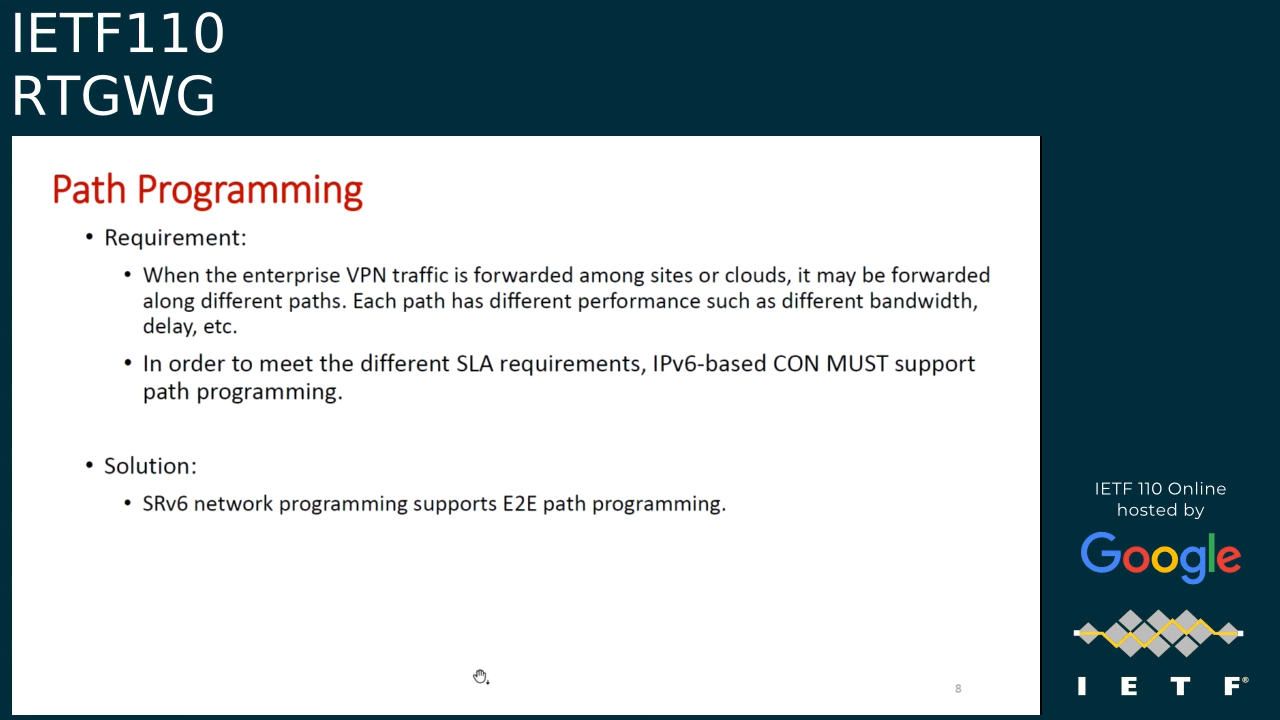 IETF110
RTGWG
Path Programming
• Requirement:
• When the enterprise VPN traffic is forwarded among sites or clouds, it may be forwarded
along different paths. Each path has different performance such as different bandwidth,
delay, etc.
• In order to meet the different SLA requirements, IPv6-based CON MUST support
path programming.
• Solution:
• SRv6 network programming supports E2E path programming.
8
IETF 110 Online
hosted by
Google
I E T F®